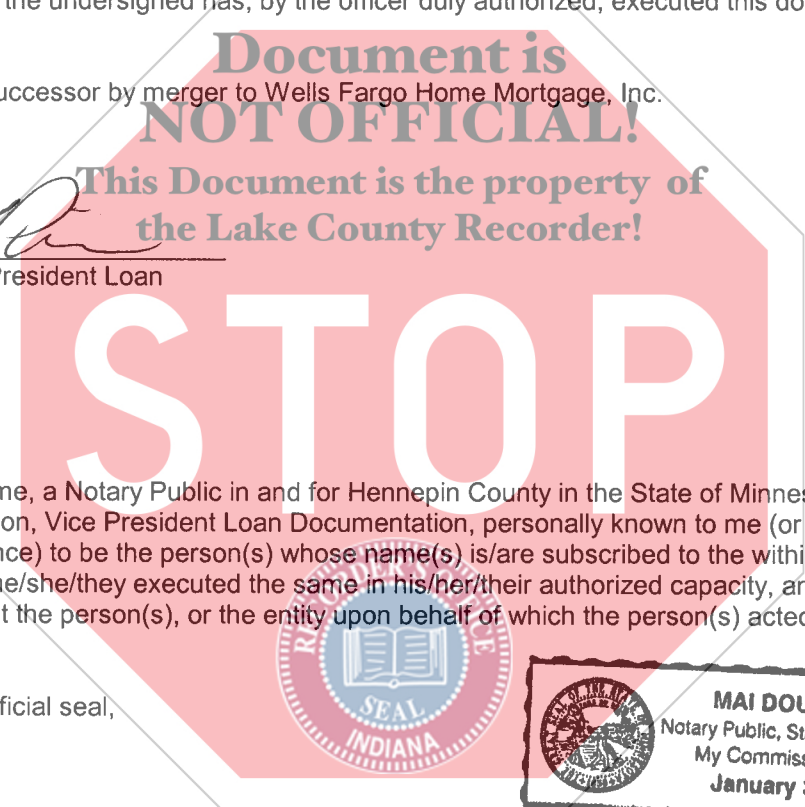 the undersigned has, by the officer duly authorized, executed this do
Document is
uccessor by merger to Wells Fargo Home Mortgage, Inc.
NOT OFFICIAL!
This Document is the property of
the Lake County Recorder!
President Loan
STOP
me, a Notary Public in and for Hennepin County in the State of Minnes
on, Vice President Loan Documentation, personally known to me (or
nce) to be the person(s) whose name(s) is/are subscribed to the withi
he/she/they executed the same in his/her/their authorized capacity, an
t the person(s), or the entity upon behalf of which the person(s) acted
RECORDER'S OFFICE
SEAL
INDIANA
ficial seal,
MAI DOU
Notary Public, St
My Commiss
January